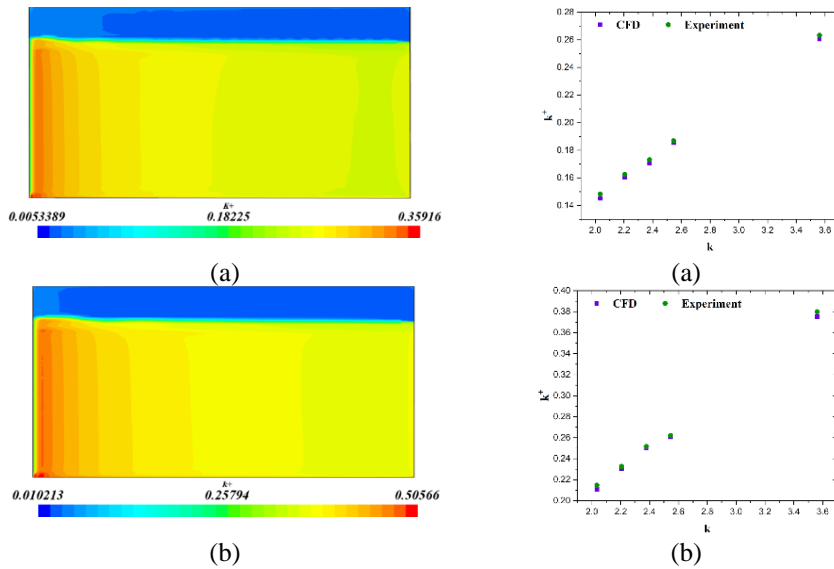 K+
0.0053389 0.18225 0.35916
(a)
CFD Experiment
k+
0.26
0.24
0.22
0.20
0.18
0.16
0.14
2.0 2.2 2.4 2.6 2.8 3.0 3.2 3.4 3.6
k
(a)
k+
0.010213 0.25794 0.50566
(b)
CFD Experiment
k+
0.40
0.38
0.36
0.34
0.32
0.30
0.28
0.26
0.24
0.22
0.20
2.0 2.2 2.4 2.6 2.8 3.0 3.2 3.4 3.6
k
(b)